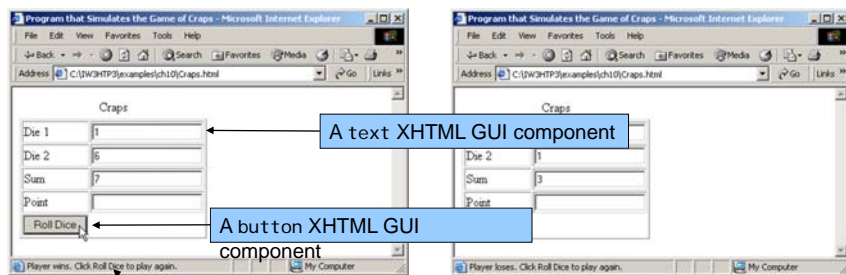 Program that Simulates the Game of Craps - Microsoft Internet Explorer
File Edit View Favorites Tools Help
Back Search Favorites Media »
Address C:\IW3HTP3\examples\ch10\Craps.html Go Links »
Craps
Die 1 1
Die 2 6
Sum 7
Point
Roll Dice
Player wins. Click Roll Dice to play again. My Computer
Program that Simulates the Game of Craps - Microsoft Internet Explorer
File Edit View Favorites Tools Help
Back Search Favorites Media »
Address C:\IW3HTP3\examples\ch10\Craps.html Go Links »
Craps
Die 2 1
Sum 3
Point
Player loses. Click Roll Dice to play again. My Computer
A text XHTML GUI component
A button XHTML GUI
component